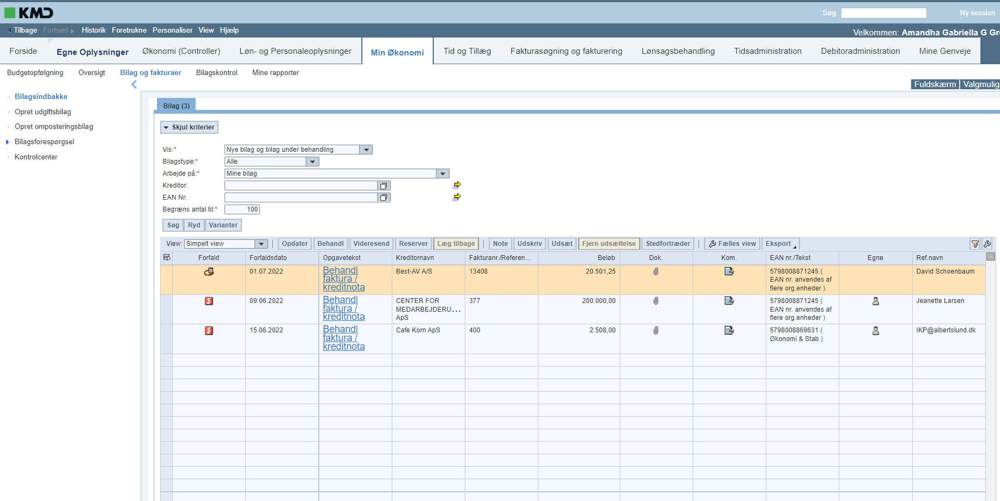 KMD
Søg:
Ny session
Tilbage Fortsæt Historik Foretrukne Personaliser View Hjælp
Velkommen: Amandha Gabriella G Gr
Forside Egne Oplysninger Økonomi (Controller) Løn- og Personaleoplysninger Min Økonomi Tid og Tillæg Fakturasøgning og fakturering Lønsagsbehandling Tidsadministration Debitoradministration Mine Genveje
Budgetopfølgning Oversigt Bilag og fakturaer Bilagskontrol Mine rapporter
Fuldskærm Valgmulig
Bilagsindbakke
Opret udgiftsbilag
Opret omposteringsbilag
Bilagsforespørgsel
Kontrolcenter
Bilag (3)
Skjul kriterier
Vis:* Nye bilag og bilag under behandling
Bilagstype:* Alle
Arbejde på:* Mine bilag
Kreditor:
EAN Nr:
Begræns antal til:* 100
Søg Ryd Varianter
View: Simpelt view Opdater Behandl Videresend Reserver Læg tilbage Note Udskriv Udsæt Fjern udsættelse Stedfortræder Fælles view Eksport
Forfald Forfaldsdato Opgavetekst Kreditornavn Fakturanr./Referen... Beløb Dok. Kom. EAN nr./Tekst Egne Ref.navn
01.07.2022 Behandl Best-AV A/S 13408 20.501,25 5798008871245 ( David Schoenbaum
faktura / EAN nr. anvendes af
kreditnota flere org.enheder )
09.06.2022 Behandl CENTER FOR 377 200.000,00 5798008871245 ( Jeanette Larsen
faktura / MEDARBEJDERU... EAN nr. anvendes af
kreditnota ApS flere org.enheder )
15.06.2022 Behandl Cafe Korn ApS 400 2.508,00 5798008869631 ( IKP@albertslund.dk
faktura / Økonomi & Stab )
kreditnota